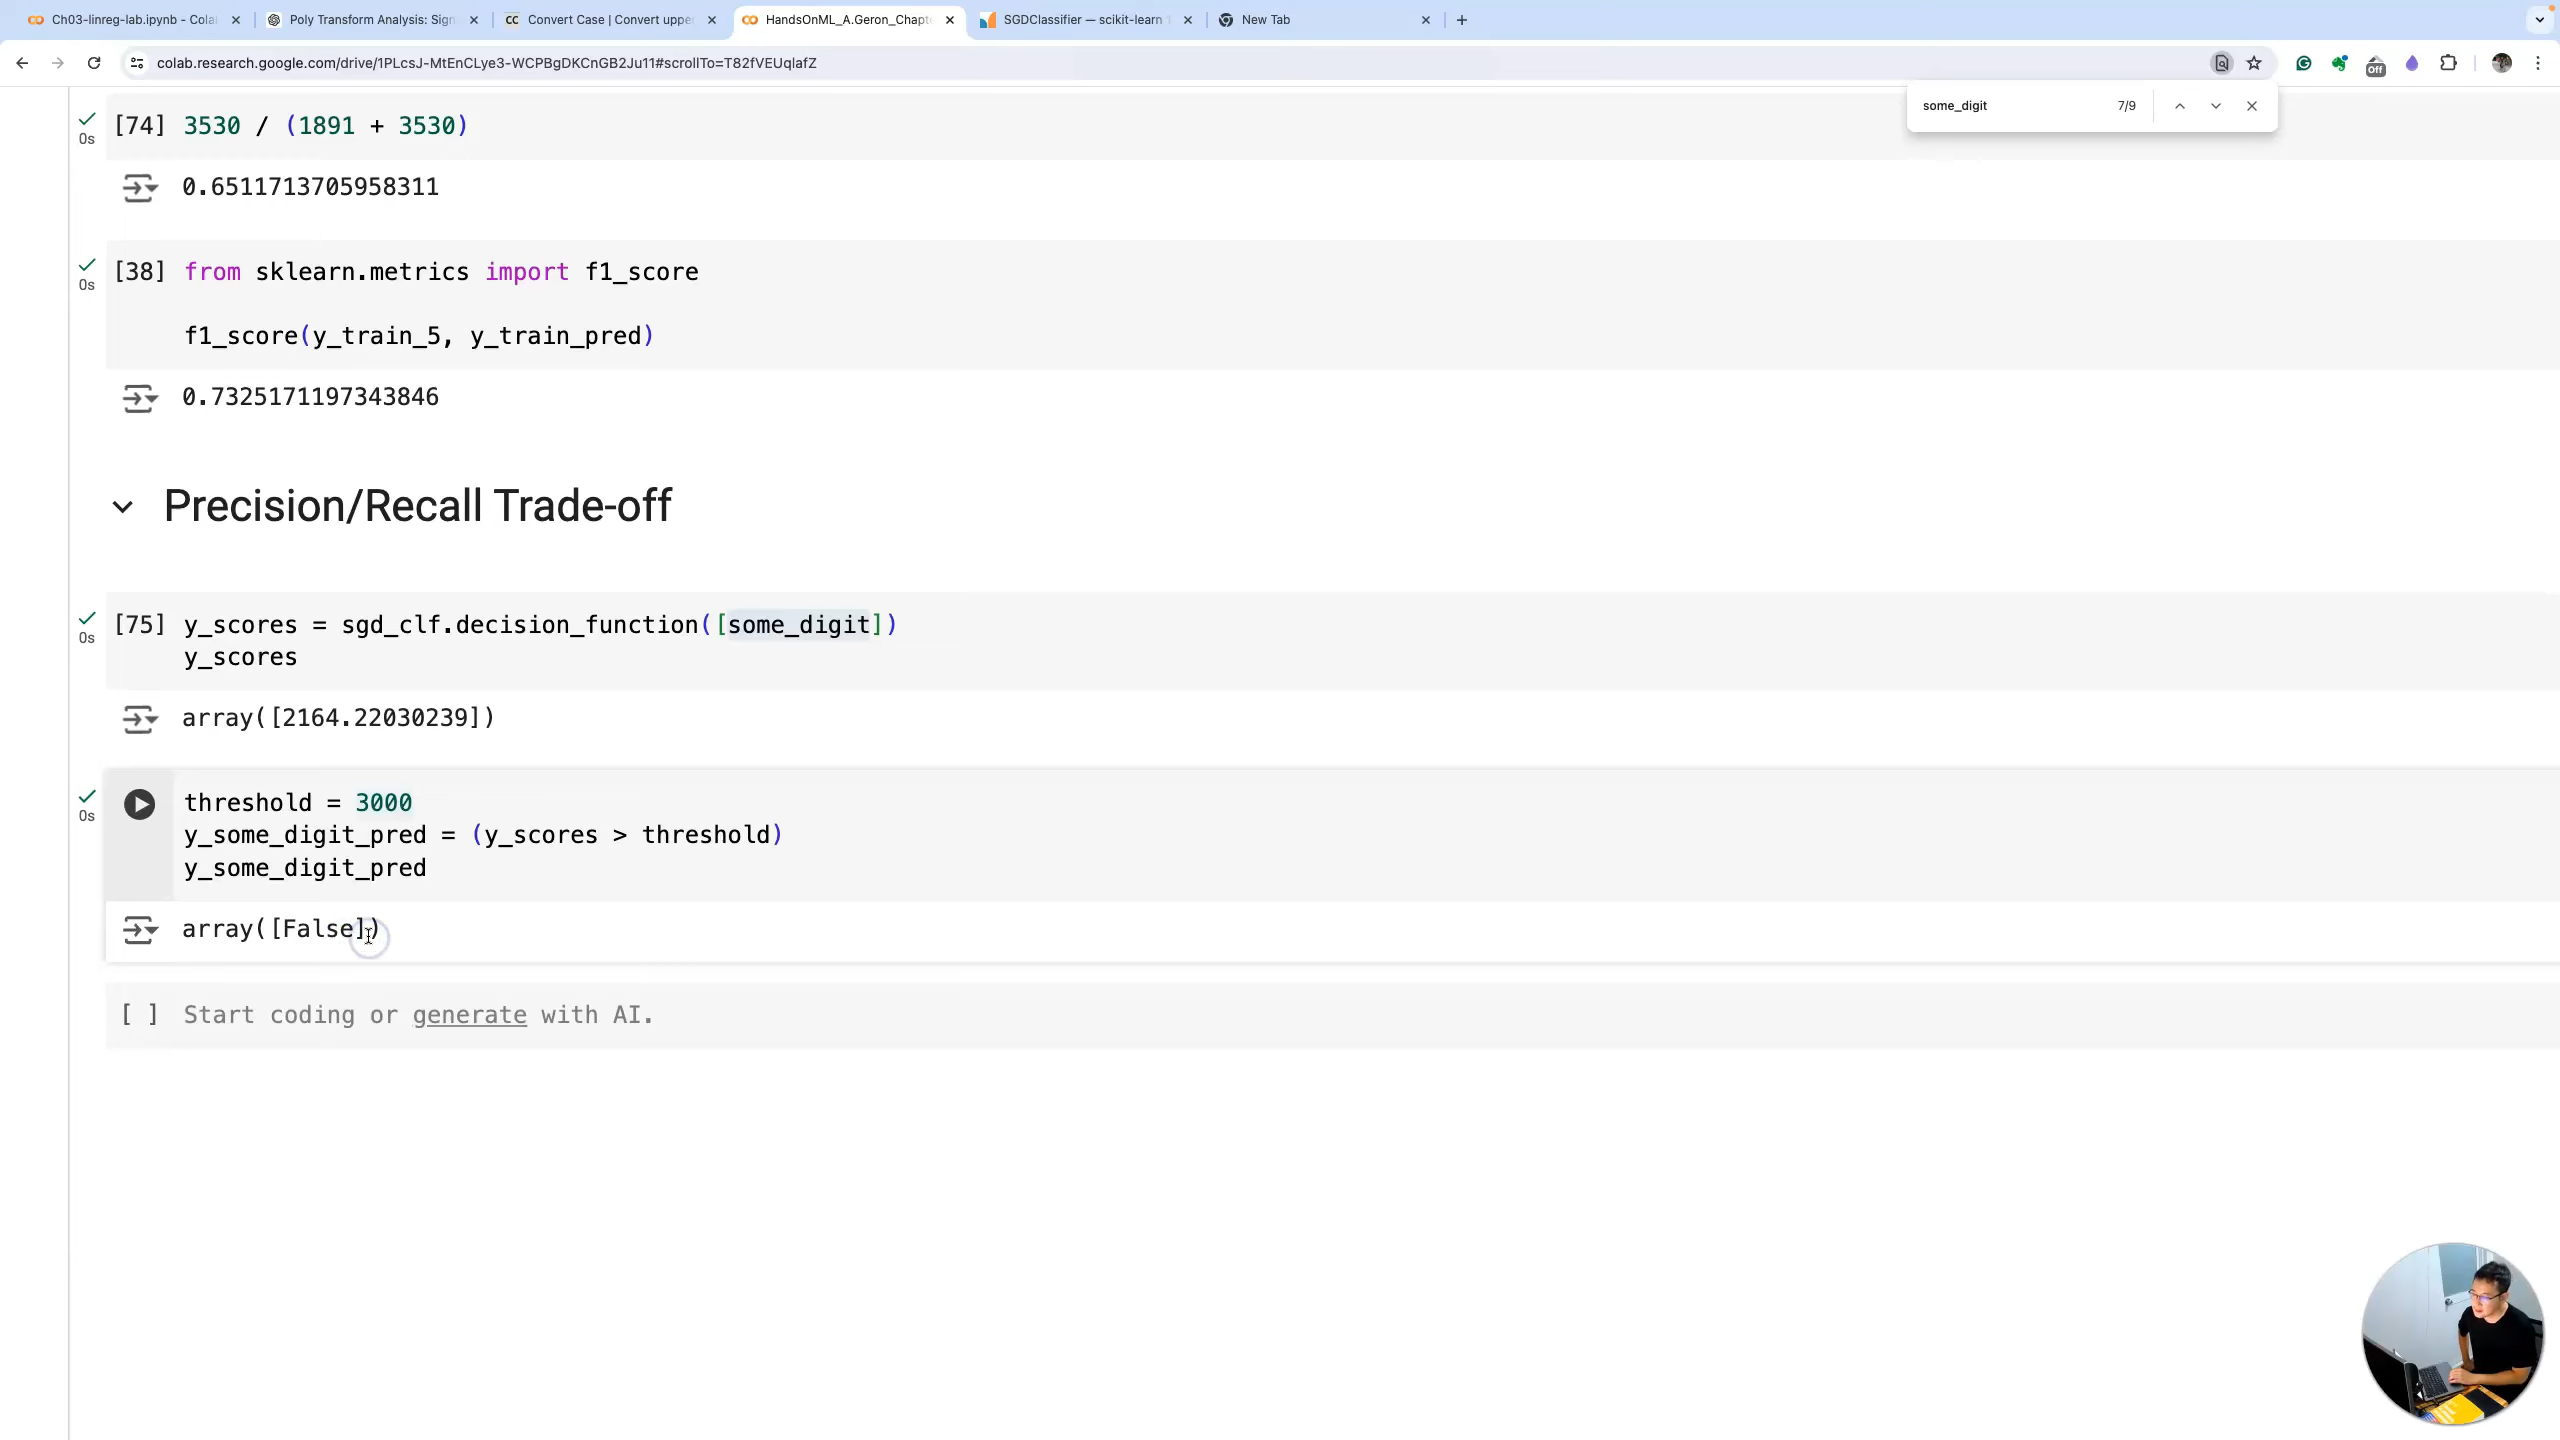 Ch03-linreg-lab.ipynb - Cola
Poly Transform Analysis: Sign
CC Convert Case | Convert uppe
HandsOnML_A.Geron_Chapt
SGDClassifier — scikit-learn
New Tab
colab.research.google.com/drive/1PLcsJ-MtEnCLye3-WCPBgDKCnGB2Ju11#scrollTo=T82fVEUqlafZ
Off
some_digit 7/9
[74] 3530 / (1891 + 3530)
0s
0.6511713705958311
[38] from sklearn.metrics import f1_score
0s
f1_score(y_train_5, y_train_pred)
0.7325171197343846
Precision/Recall Trade-off
[75] y_scores = sgd_clf.decision_function([some_digit])
0s
y_scores
array([2164.22030239])
threshold = 3000
0s
y_some_digit_pred = (y_scores > threshold)
y_some_digit_pred
array([False])
[ ] Start coding or generate with AI.